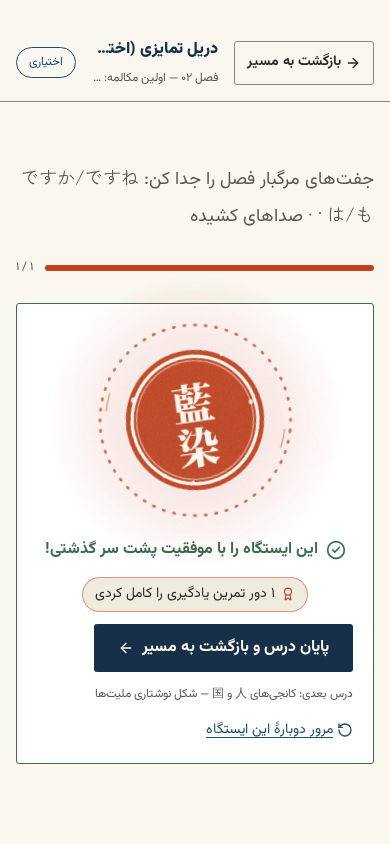 بازگشت به مسیر
دریل تمایزی (اخت...
فصل ۰۲ — اولین مکالمه: ...
اختیاری
جفت‌های مرگبار فصل را جدا کن: ですか/ですね
は/も · · صداهای کشیده
۱/۱
藍染
این ایستگاه را با موفقیت پشت سر گذشتی!
۱ دور تمرین یادگیری را کامل کردی
پایان درس و بازگشت به مسیر
درس بعدی: کانجی‌های 人 و 国 — شکل نوشتاری ملیت‌ها
مرور دوبارهٔ این ایستگاه